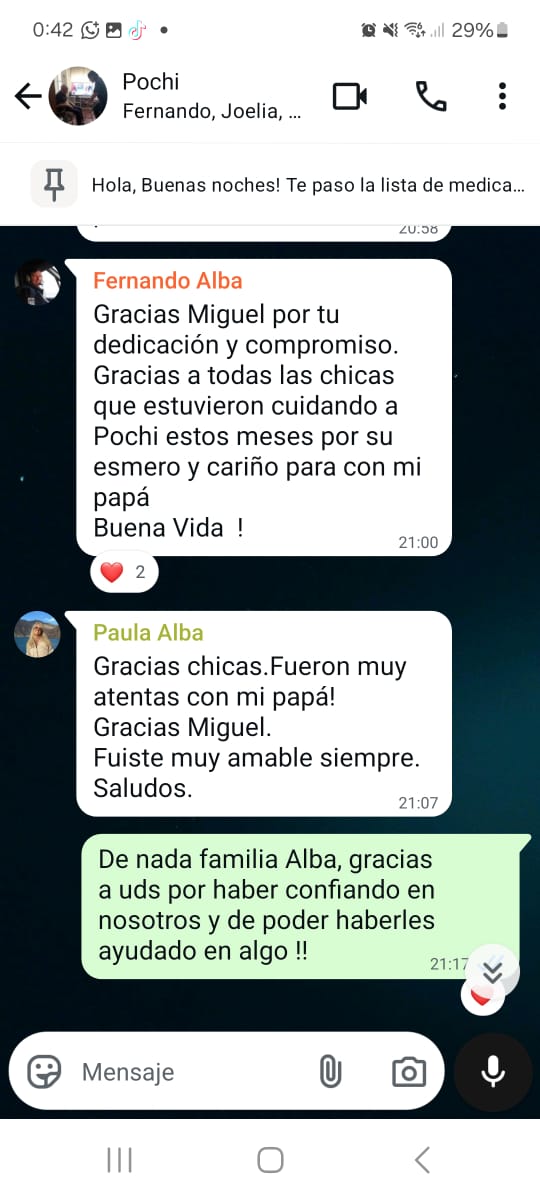 0:42
29%
Pochi
Fernando, Joelia, ...
Hola, Buenas noches! Te paso la lista de medica...
20:58
Fernando Alba
Gracias Miguel por tu
dedicación y compromiso.
Gracias a todas las chicas
que estuvieron cuidando a
Pochi estos meses por su
esmero y cariño para con mi
papá
Buena Vida !
21:00
2
Paula Alba
Gracias chicas.Fueron muy
atentas con mi papá!
Gracias Miguel.
Fuiste muy amable siempre.
Saludos.
21:07
De nada familia Alba, gracias
a uds por haber confiando en
nosotros y de poder haberles
ayudado en algo !!
21:17
Mensaje